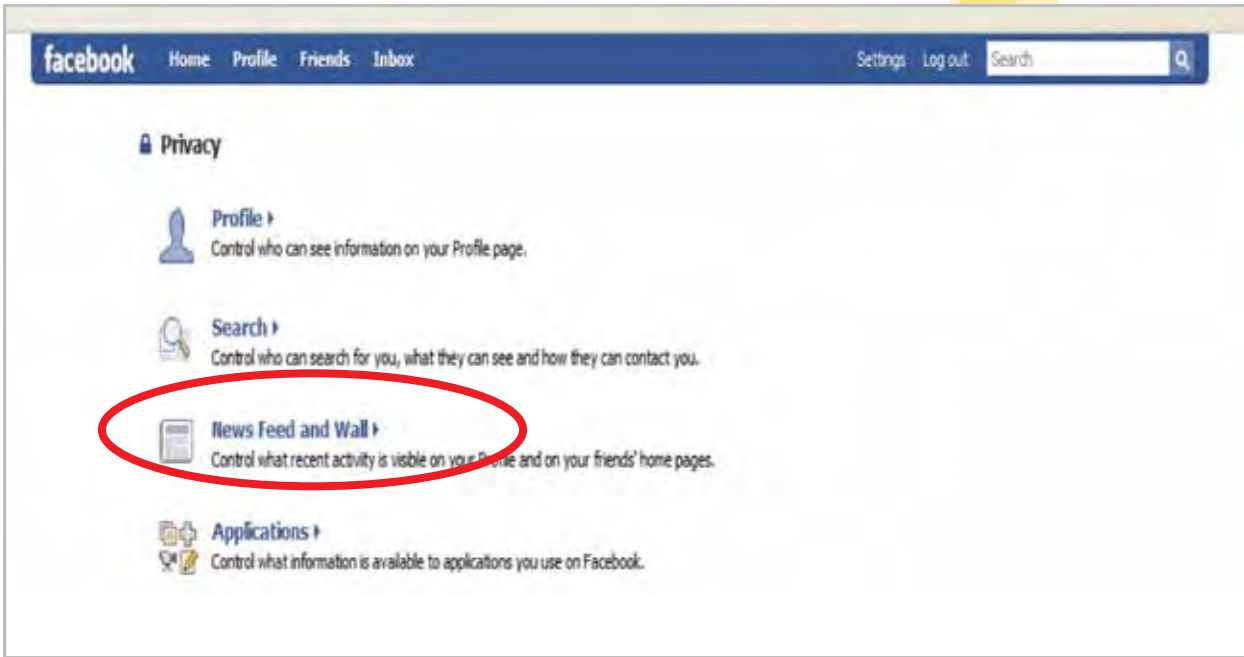 facebook Home Profile Friends Inbox Settings Log out Search
Privacy
Profile
Control who can see information on your Profile page.
Search
Control who can search for you, what they can see and how they can contact you.
News Feed and Wall
Control what recent activity is visible on your Profile and on your friends' home pages.
Applications
Control what information is available to applications you use on Facebook.